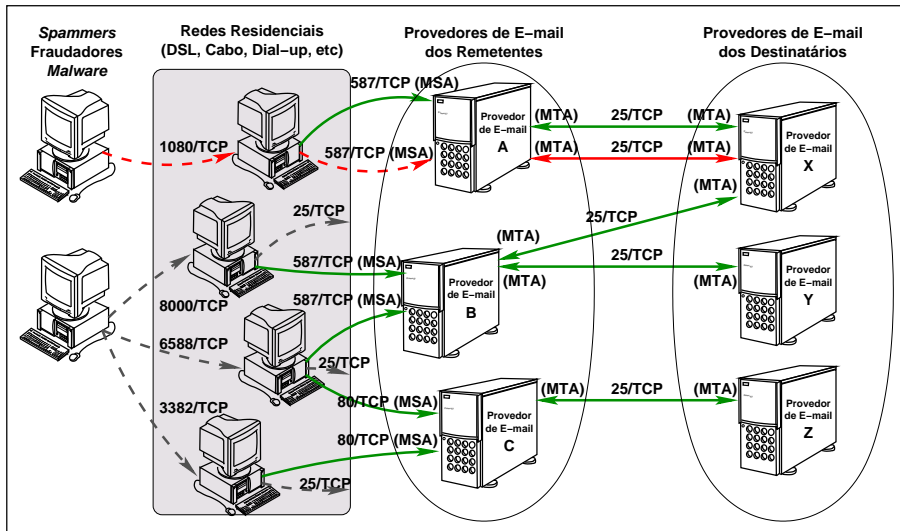 Spammers
Fraudadores
Malware
Redes Residenciais
(DSL, Cabo, Dial−up, etc)
Provedores de E−mail
dos Remetentes
Provedores de E−mail
dos Destinatários
587/TCP (MSA)
1080/TCP
587/TCP (MSA)
Provedor
de E−mail
A
(MTA)
25/TCP
(MTA)
(MTA)
25/TCP
(MTA)
Provedor
de E−mail
X
(MTA)
25/TCP
25/TCP
(MTA)
587/TCP (MSA)
8000/TCP
587/TCP (MSA)
Provedor
de E−mail
B
(MTA)
25/TCP
(MTA)
Provedor
de E−mail
Y
6588/TCP
25/TCP
3382/TCP
80/TCP (MSA)
80/TCP (MSA)
25/TCP
Provedor
de E−mail
C
(MTA)
25/TCP
(MTA)
Provedor
de E−mail
Z